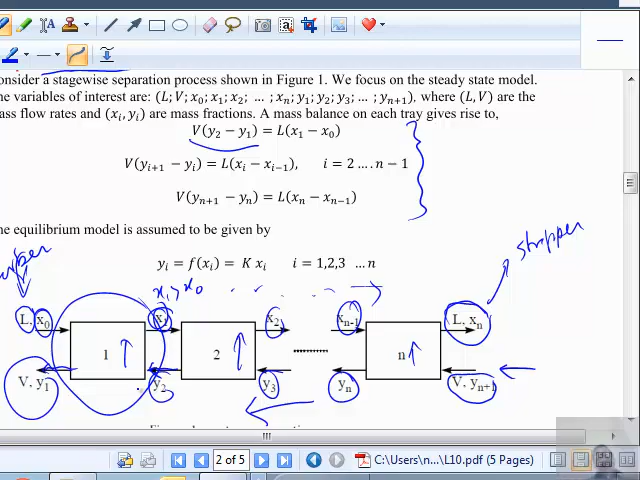 onsider a stagewise separation process shown in Figure 1. We focus on the steady state model.
he variables of interest are: (L; V; x₀; x₁; x₂; … ; xₙ; y₁; y₂; y₃; … ; yₙ₊₁), where (L, V) are the
ass flow rates and (xᵢ, yᵢ) are mass fractions. A mass balance on each tray gives rise to,
V(y₂ − y₁) = L(x₁ − x₀)
V(yᵢ₊₁ − yᵢ) = L(xᵢ − xᵢ₋₁), i = 2 …. n − 1
V(yₙ₊₁ − yₙ) = L(xₙ − xₙ₋₁)
he equilibrium model is assumed to be given by
stripper
yᵢ = f(xᵢ) = K xᵢ i = 1,2,3 …n
x₁ > x₀
L, x₀ x₁ x₂ xₙ₋₁ L, xₙ
1 2 ........... n
V, y₁ y₂ y₃ yₙ V, yₙ₊₁
2 of 5 C:\Users\n...\L10.pdf (5 Pages)